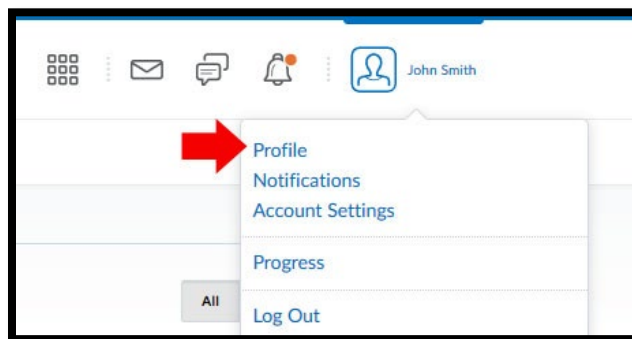 John Smith
Profile
Notifications
Account Settings
Progress
All
Log Out